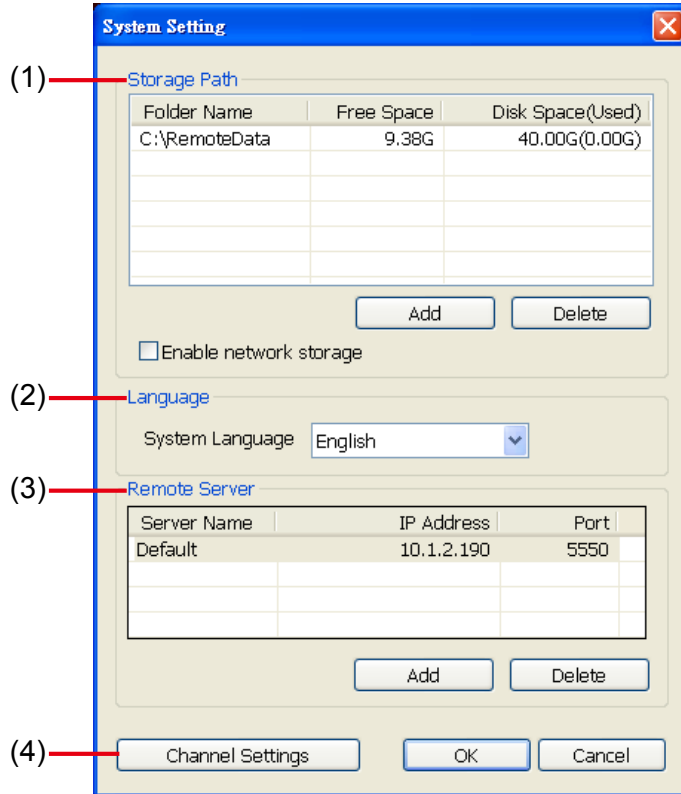 System Setting
(1)
Storage Path
Folder Name Free Space Disk Space(Used)
C:\RemoteData 9.38G 40.00G(0.00G)
Add Delete
Enable network storage
(2)
Language
System Language English
(3)
Remote Server
Server Name IP Address Port
Default 10.1.2.190 5550
Add Delete
(4)
Channel Settings OK Cancel